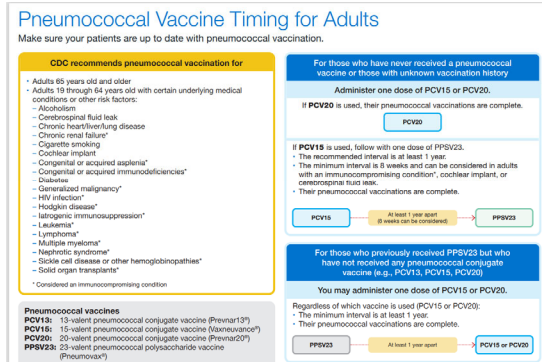 Pneumococcal Vaccine Timing for Adults
Make sure your patients are up to date with pneumococcal vaccination.
CDC recommends pneumococcal vaccination for
• Adults 65 years old and older
• Adults 19 through 64 years old with certain underlying medical
conditions or other risk factors:
– Alcoholism
– Cerebrospinal fluid leak
– Chronic heart/liver/lung disease
– Chronic renal failure*
– Cigarette smoking
– Cochlear implant
– Congenital or acquired asplenia*
– Congenital or acquired immunodeficiencies*
– Diabetes
– Generalized malignancy*
– HIV infection*
– Hodgkin disease*
– Iatrogenic immunosuppression*
– Leukemia*
– Lymphoma*
– Multiple myeloma*
– Nephrotic syndrome*
– Sickle cell disease or other hemoglobinopathies*
– Solid organ transplants*
* Considered an immunocompromising condition
Pneumococcal vaccines
PCV13: 13-valent pneumococcal conjugate vaccine (Prevnar13®)
PCV15: 15-valent pneumococcal conjugate vaccine (Vaxneuvance®)
PCV20: 20-valent pneumococcal conjugate vaccine (Prevnar20®)
PPSV23: 23-valent pneumococcal polysaccharide vaccine
(Pneumovax®)
For those who have never received a pneumococcal
vaccine or those with unknown vaccination history
Administer one dose of PCV15 or PCV20.
If PCV20 is used, their pneumococcal vaccinations are complete.
PCV20
If PCV15 is used, follow with one dose of PPSV23.
• The recommended interval is at least 1 year.
• The minimum interval is 8 weeks and can be considered in adults
with an immunocompromising condition*, cochlear implant, or
cerebrospinal fluid leak.
• Their pneumococcal vaccinations are complete.
PCV15
At least 1 year apart
(8 weeks can be considered)
PPSV23
For those who previously received PPSV23 but who
have not received any pneumococcal conjugate
vaccine (e.g., PCV13, PCV15, PCV20)
You may administer one dose of PCV15 or PCV20.
Regardless of which vaccine is used (PCV15 or PCV20):
• The minimum interval is at least 1 year.
• Their pneumococcal vaccinations are complete.
PPSV23
At least 1 year apart
PCV15 or PCV20